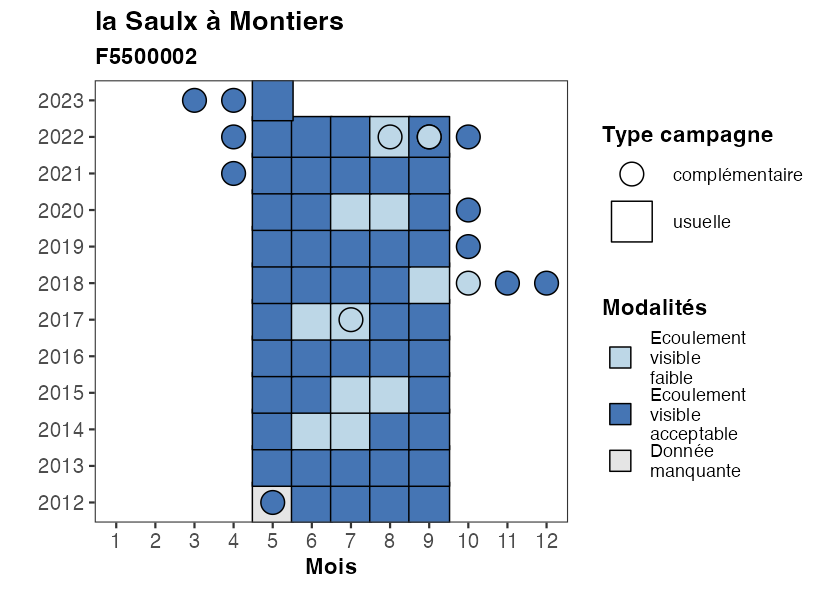 la Saulx à Montiers
F5500002
2023
2022
2021
2020
2019
2018
2017
2016
2015
2014
2013
2012
1 2 3 4 5 6 7 8 9 10 11 12
Mois
Type campagne
complémentaire
usuelle
Modalités
Ecoulement
visible
faible
Ecoulement
visible
acceptable
Donnée
manquante